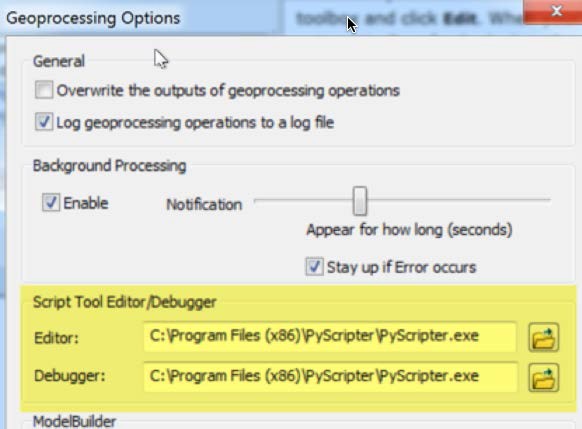 Geoprocessing Options
toolbox and click Edit.
General
Overwrite the outputs of geoprocessing operations
Log geoprocessing operations to a log file
Background Processing
Enable
Notification
Appear for how long (seconds)
Stay up if Error occurs
Script Tool Editor/Debugger
Editor: C:\Program Files (x86)\PyScripter\PyScripter.exe
Debugger: C:\Program Files (x86)\PyScripter\PyScripter.exe
ModelBuilder